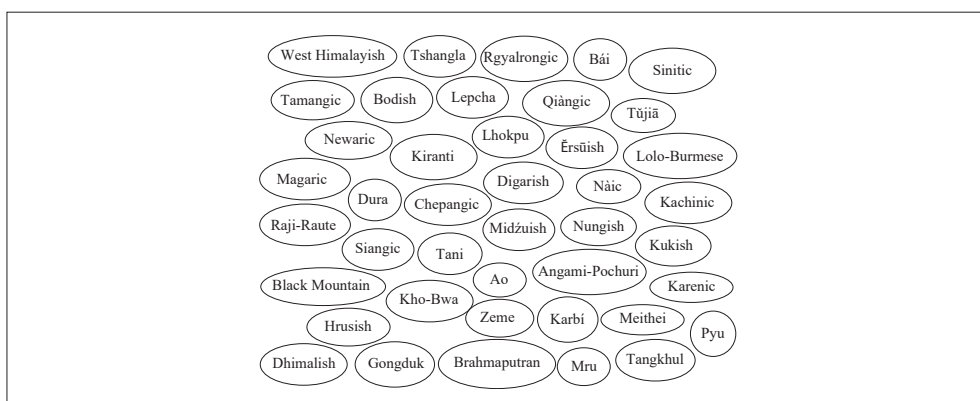 West Himalayish
Tshangla
Rgyalrongic
Bái
Sinitic
Tamangic
Bodish
Lepcha
Qiàngic
Tǔjiā
Newaric
Kiranti
Lhokpu
Ērsūish
Lolo-Burmese
Magaric
Dura
Chepangic
Digarish
Nàic
Kachinic
Raji-Raute
Siangic
Tani
Midźuish
Nungish
Kukish
Black Mountain
Kho-Bwa
Ao
Angami-Pochuri
Karenic
Hrusish
Zeme
Karbí
Meithei
Pyu
Dhimalish
Gongduk
Brahmaputran
Mru
Tangkhul